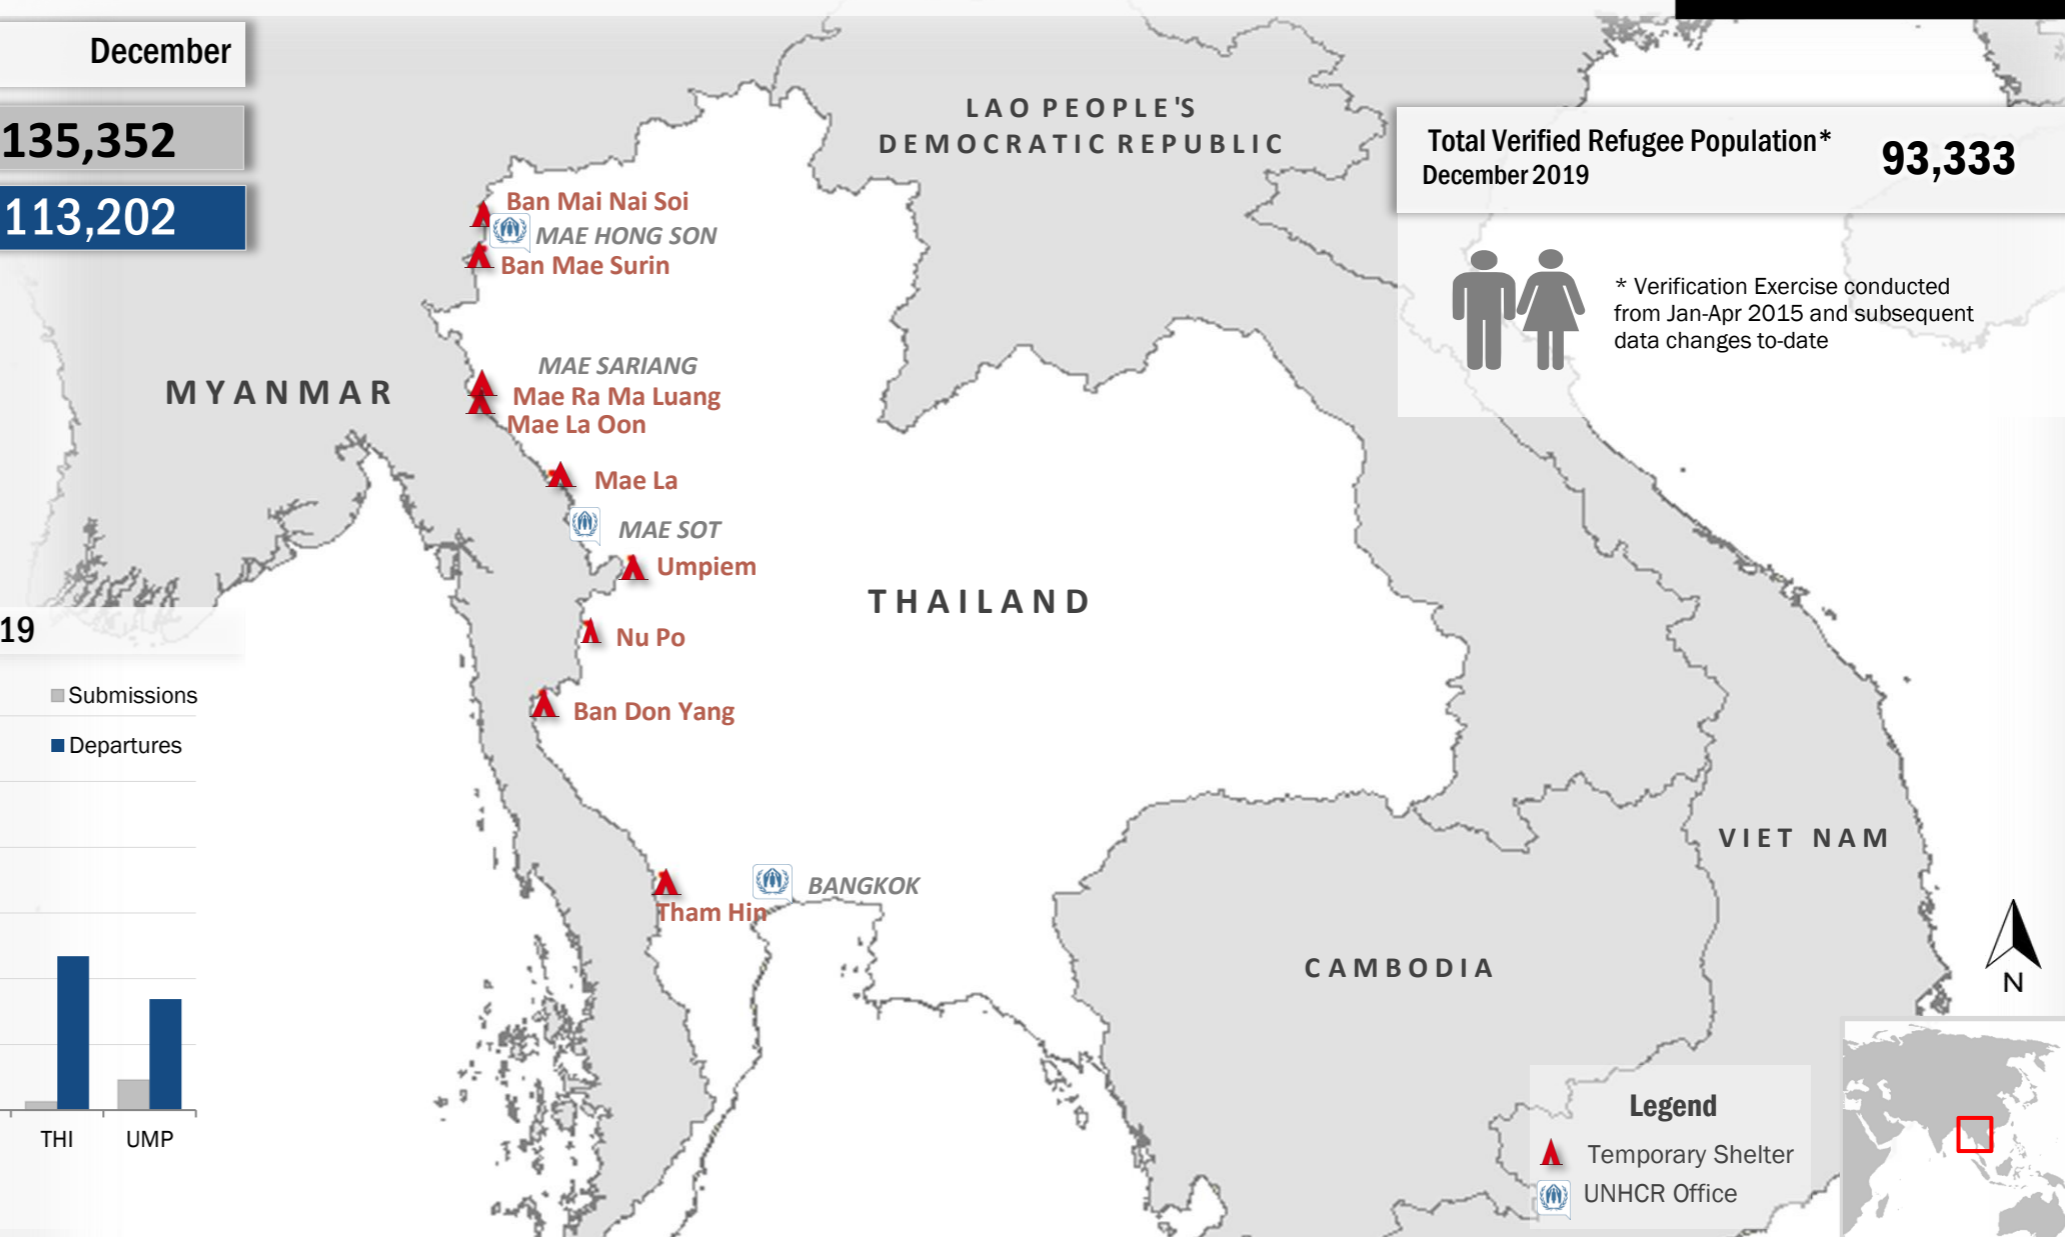 December
135,352
113,202
19
Submissions
Departures
THI
UMP
LAO PEOPLE'S
DEMOCRATIC REPUBLIC
Total Verified Refugee Population*
December 2019
93,333
* Verification Exercise conducted
from Jan-Apr 2015 and subsequent
data changes to-date
Ban Mai Nai Soi
MAE HONG SON
Ban Mae Surin
MYANMAR
MAE SARIANG
Mae Ra Ma Luang
Mae La Oon
Mae La
MAE SOT
Umpiem
THAILAND
Nu Po
Ban Don Yang
VIET NAM
BANGKOK
Tham Hin
CAMBODIA
N
Legend
Temporary Shelter
UNHCR Office